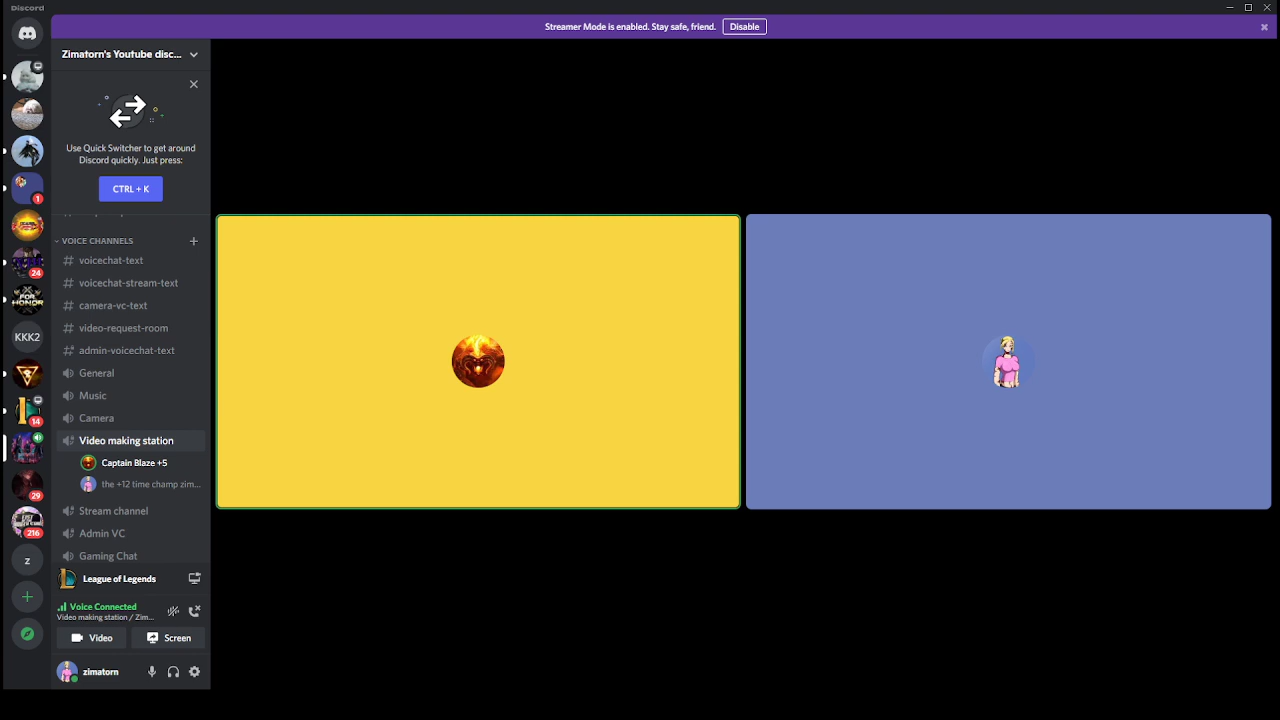 Discord
Streamer Mode is enabled. Stay safe, friend.
Disable
Zimatorn's Youtube disc...
Use Quick Switcher to get around
Discord quickly. Just press:
CTRL + K
1
24
FOR
HONOR
KKK2
14
29
216
z
VOICE CHANNELS
voicechat-text
voicechat-stream-text
camera-vc-text
video-request-room
admin-voicechat-text
General
Music
Camera
Video making station
Captain Blaze +5
the +12 time champ zim...
Stream channel
Admin VC
Gaming Chat
League of Legends
Voice Connected
Video making station / Zim...
Video
Screen
zimatorn